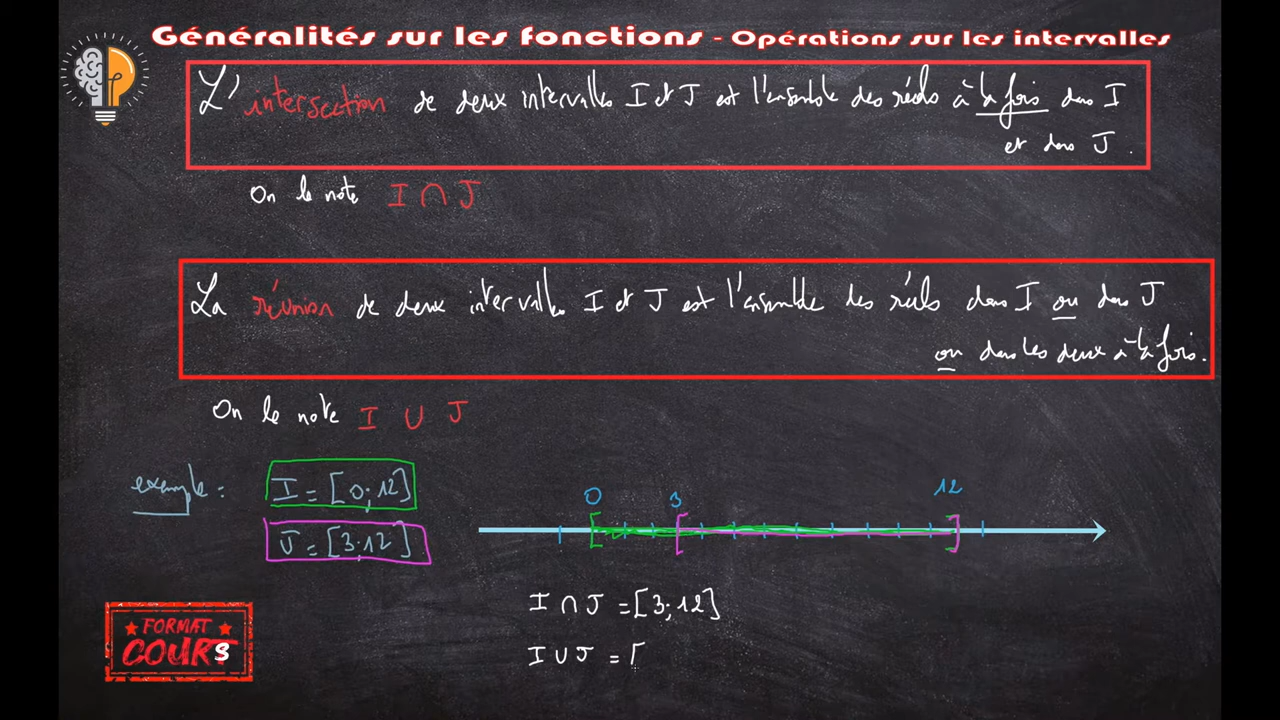 Généralités sur les fonctions - Opérations sur les intervalles
L'intersection de deux intervalles I et J est l'ensemble des réels à la fois dans I
et dans J.
On le note I ∩ J
La réunion de deux intervalles I et J est l'ensemble des réels dans I ou dans J
ou dans les deux à la fois.
On le note I ∪ J
exemple : I = [0;12]
J = [3;12]
0 3 12
I ∩ J = [3;12]
I ∪ J = [
FORMAT
COURS